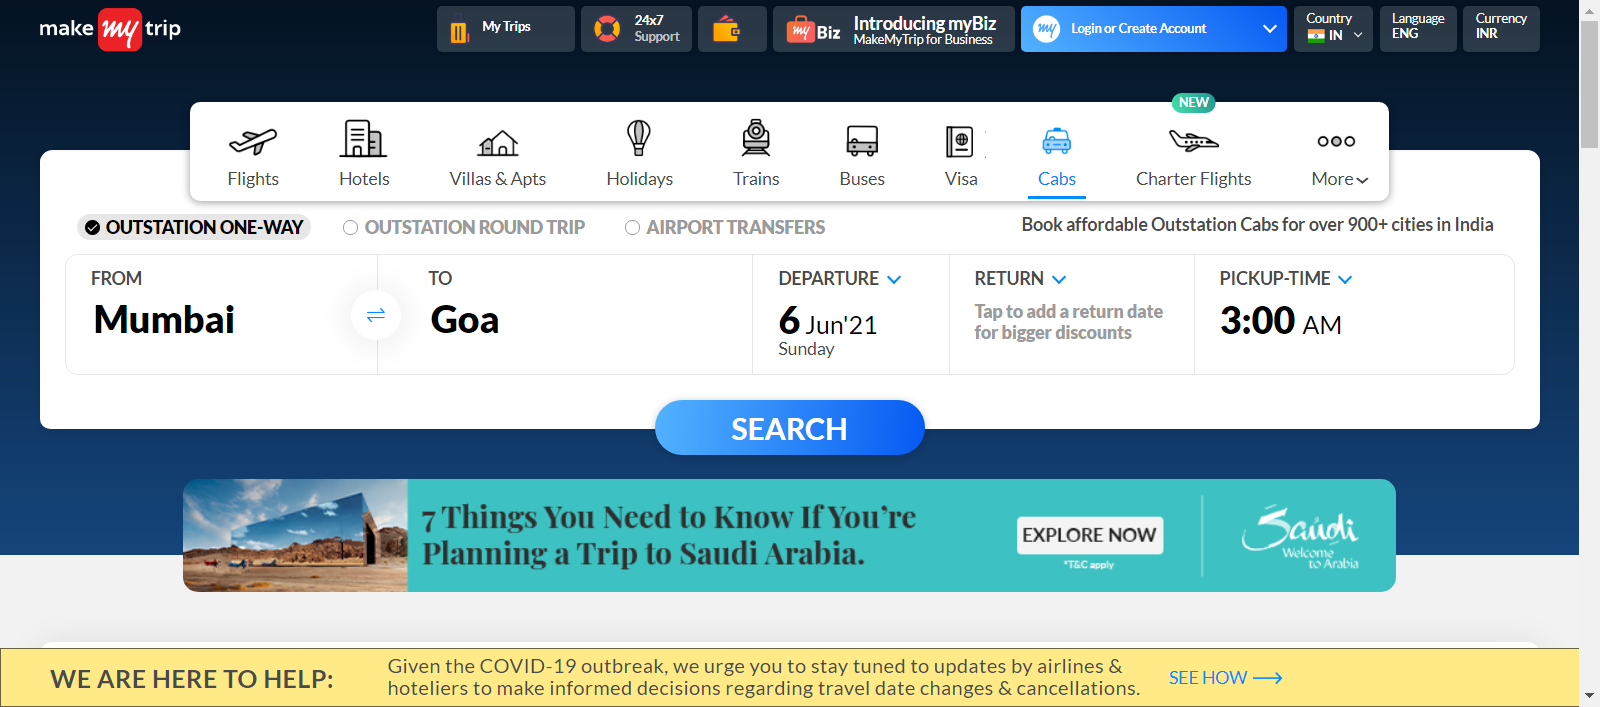 make my trip
My Trips
24x7
Support
my Biz
Introducing myBiz
MakeMyTrip for Business
my
Login or Create Account
Country
IN
Language
ENG
Currency
INR
NEW
Flights
Hotels
Villas & Apts
Holidays
Trains
Buses
Visa
Cabs
Charter Flights
More
OUTSTATION ONE-WAY
OUTSTATION ROUND TRIP
AIRPORT TRANSFERS
Book affordable Outstation Cabs for over 900+ cities in India
FROM
Mumbai
TO
Goa
DEPARTURE
6 Jun'21
Sunday
RETURN
Tap to add a return date
for bigger discounts
PICKUP-TIME
3:00 AM
SEARCH
7 Things You Need to Know If You're
Planning a Trip to Saudi Arabia.
EXPLORE NOW
*T&C apply
Saudi
Welcome
to Arabia
WE ARE HERE TO HELP:
Given the COVID-19 outbreak, we urge you to stay tuned to updates by airlines &
hoteliers to make informed decisions regarding travel date changes & cancellations.
SEE HOW